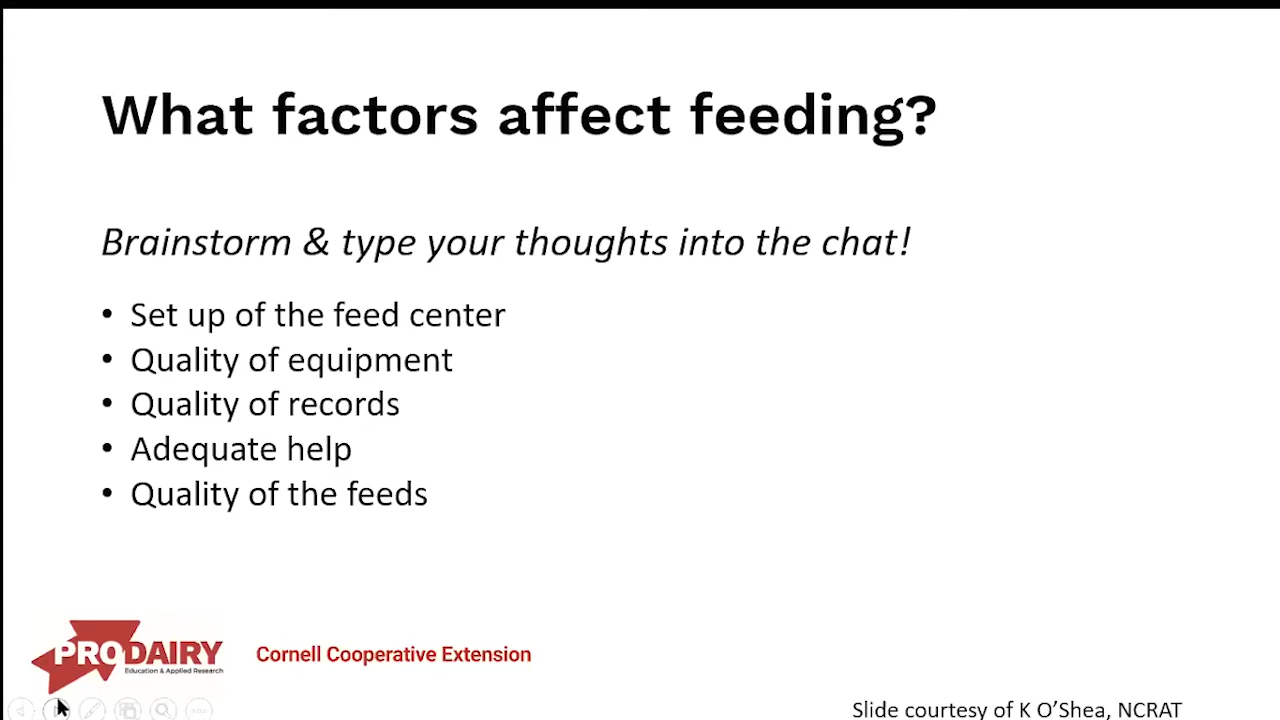 What factors affect feeding?
Brainstorm & type your thoughts into the chat!
• Set up of the feed center
• Quality of equipment
• Quality of records
• Adequate help
• Quality of the feeds
PRODAIRY
Education & Applied Research
Cornell Cooperative Extension
Slide courtesy of K O’Shea, NCRAT